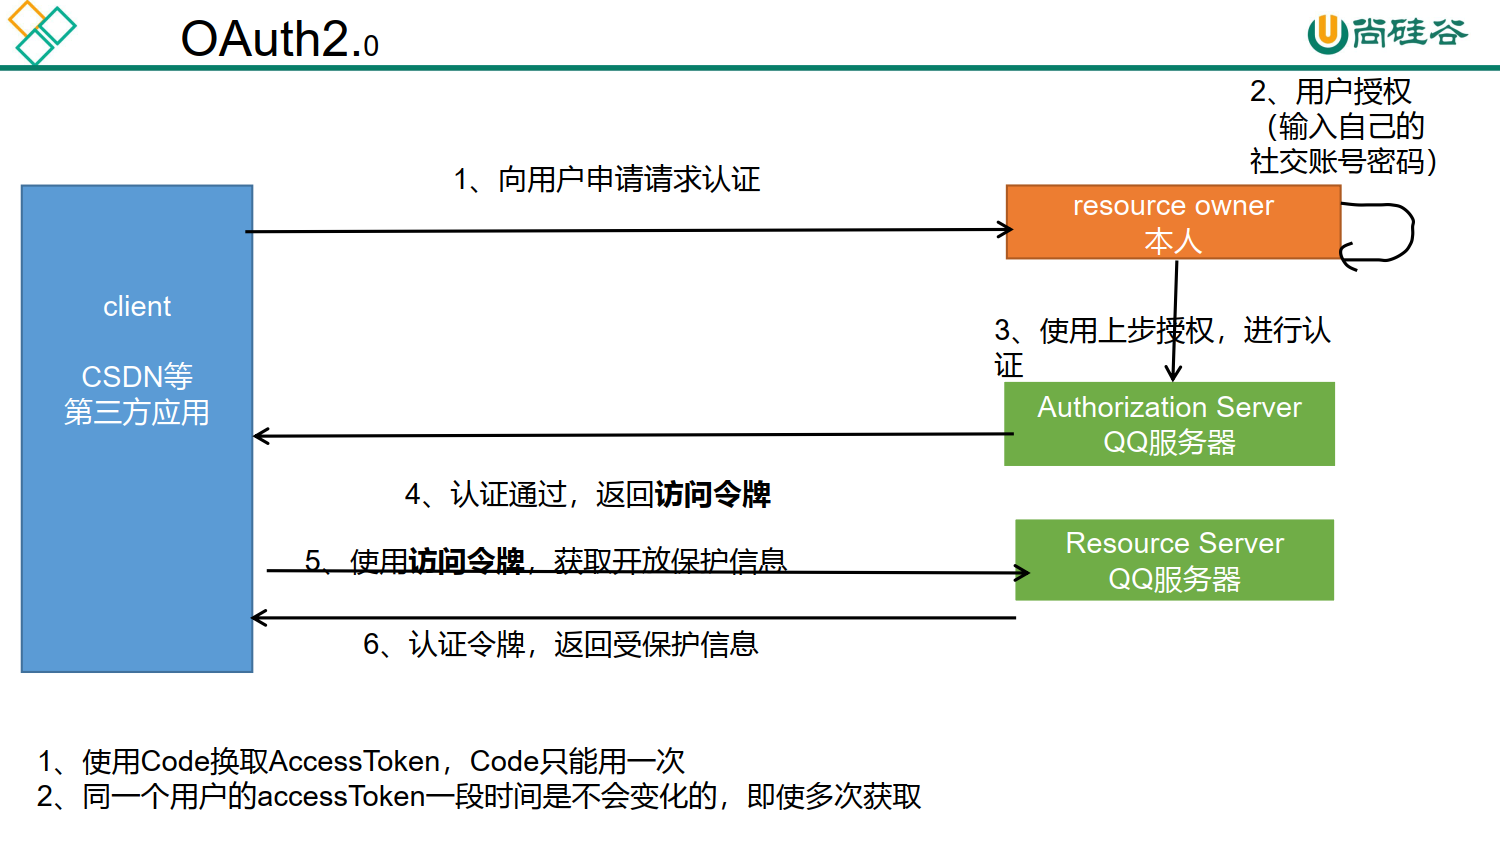 OAuth2.0
尚硅谷
2、用户授权
（输入自己的
社交账号密码）
1、向用户申请请求认证
resource owner
本人
client
CSDN等
第三方应用
3、使用上步授权，进行认
证
Authorization Server
QQ服务器
4、认证通过，返回访问令牌
5、使用访问令牌，获取开放保护信息
Resource Server
QQ服务器
6、认证令牌，返回受保护信息
1、使用Code换取AccessToken，Code只能用一次
2、同一个用户的accessToken一段时间是不会变化的，即使多次获取